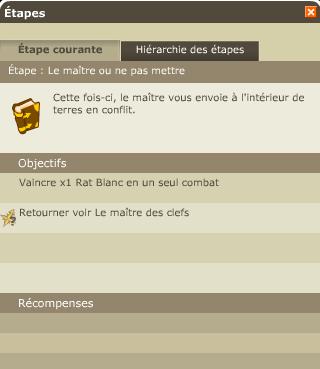 Étapes
Étape courante
Hiérarchie des étapes
Étape : Le maître ou ne pas mettre
Cette fois-ci, le maître vous envoie à l'intérieur de
terres en conflit.
Objectifs
Vaincre x1 Rat Blanc en un seul combat
Retourner voir Le maître des clefs
Récompenses